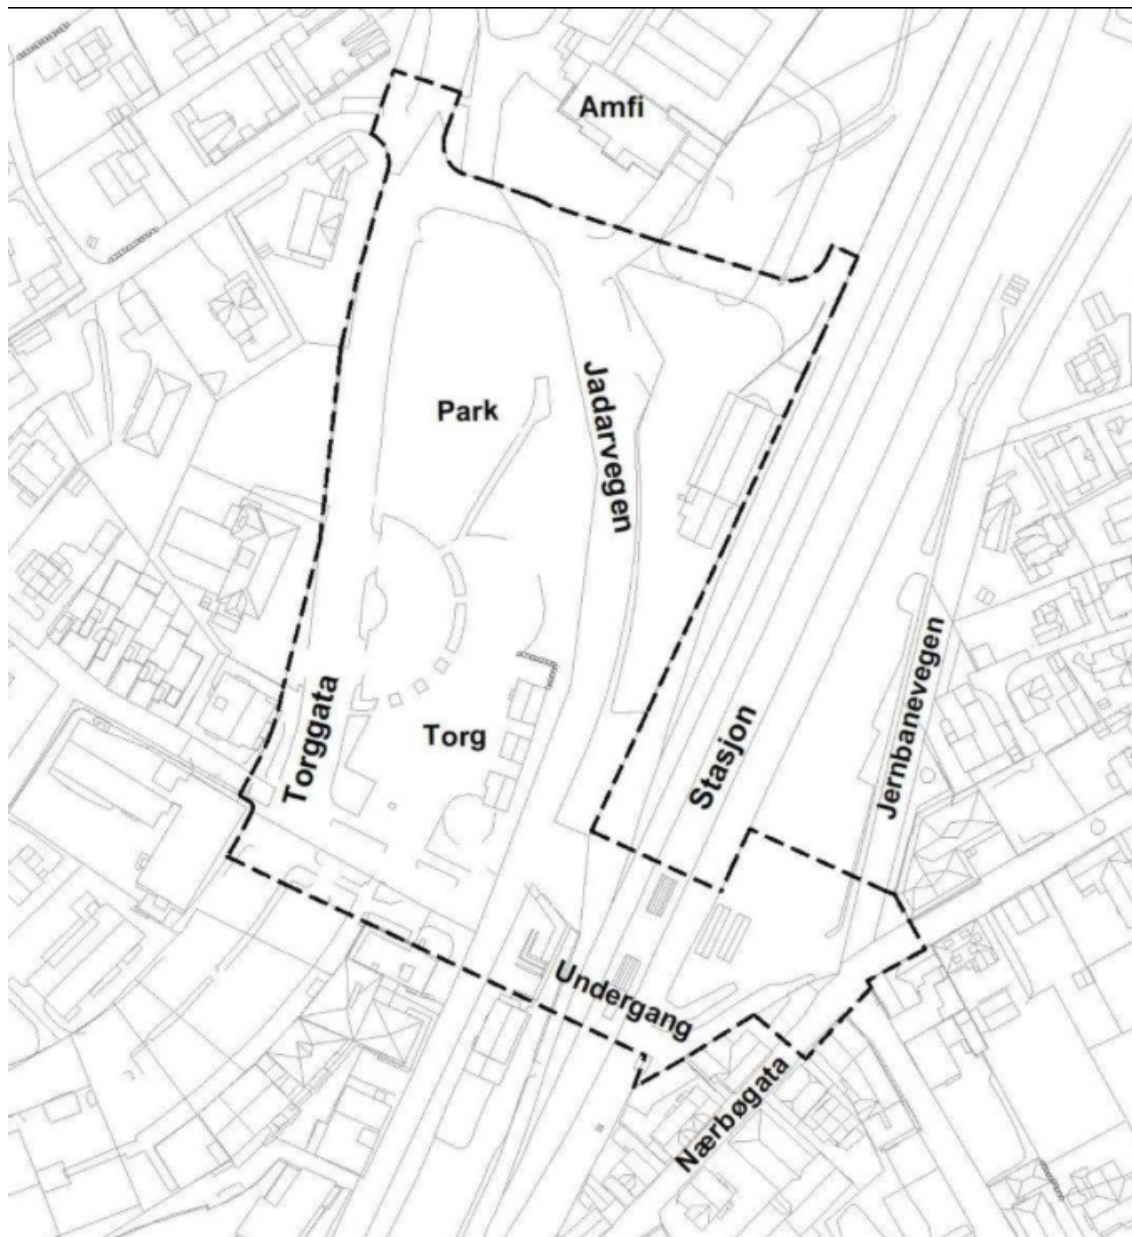 Amfi
Park
Jadarvegen
Torggata
Torg
Stasjon
Jernbanevegen
Undergang
Nærbøgata